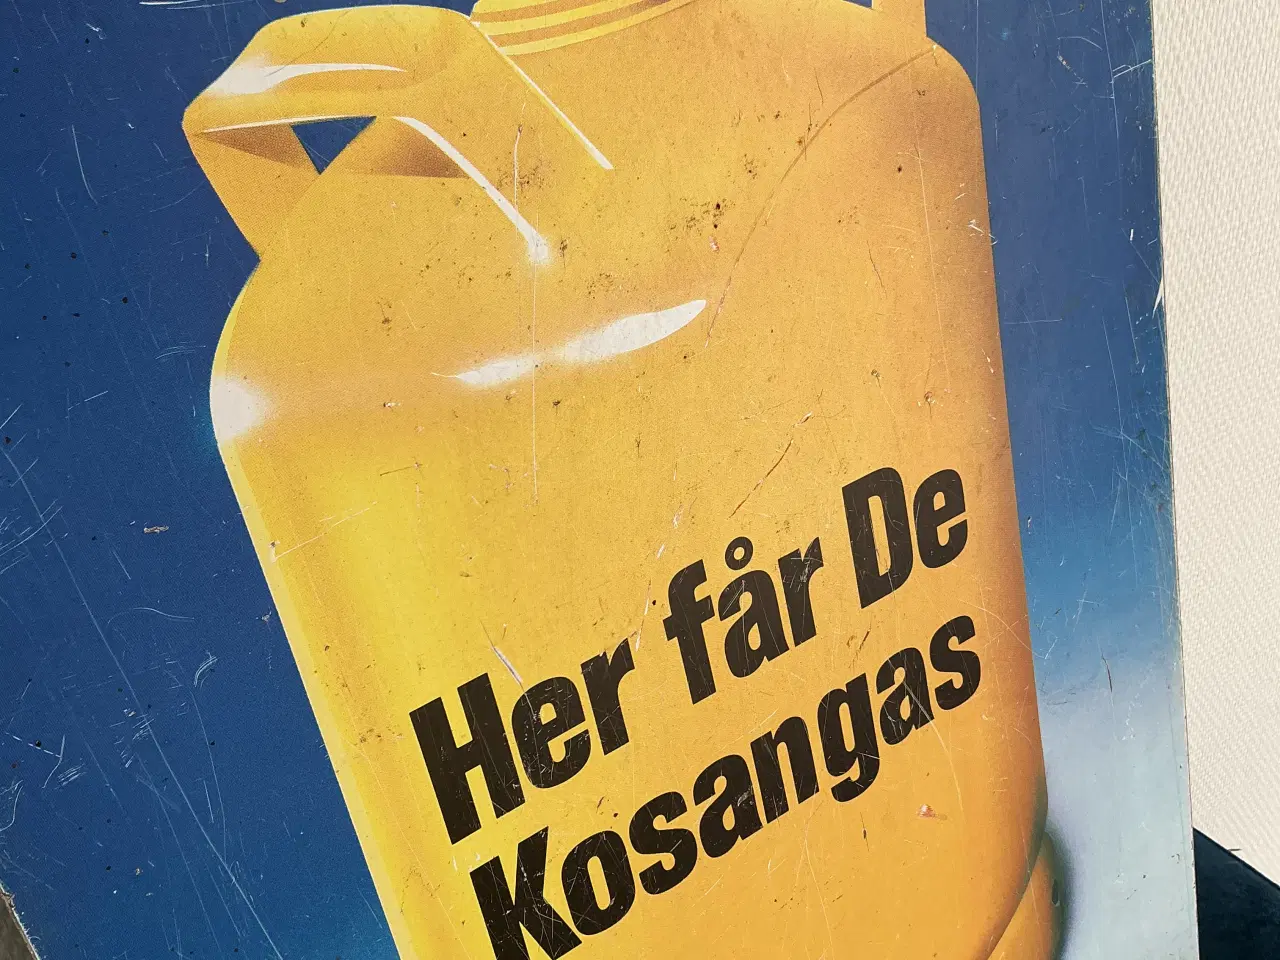 Her får De
Kosangas